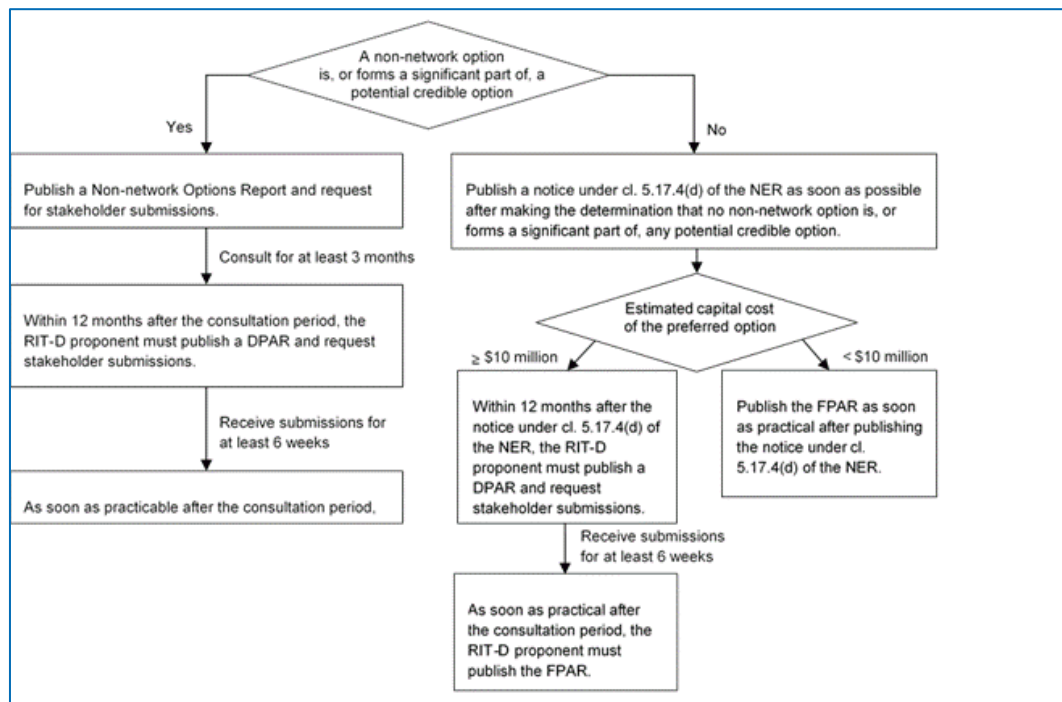 A non-network option
is, or forms a significant part of, a
potential credible option
Yes
No
Publish a Non-network Options Report and request
for stakeholder submissions.
Publish a notice under cl. 5.17.4(d) of the NER as soon as possible
after making the determination that no non-network option is, or
forms a significant part of, any potential credible option.
Consult for at least 3 months
Within 12 months after the consultation period, the
RIT-D proponent must publish a DPAR and request
stakeholder submissions.
Estimated capital cost
of the preferred option
≥ $10 million
< $10 million
Receive submissions for
at least 6 weeks
Within 12 months after the
notice under cl. 5.17.4(d) of
the NER, the RIT-D
proponent must publish a
DPAR and request
stakeholder submissions.
Publish the FPAR as soon
as practical after publishing
the notice under cl.
5.17.4(d) of the NER.
As soon as practicable after the consultation period,
Receive submissions
for at least 6 weeks
As soon as practical after
the consultation period, the
RIT-D proponent must
publish the FPAR.